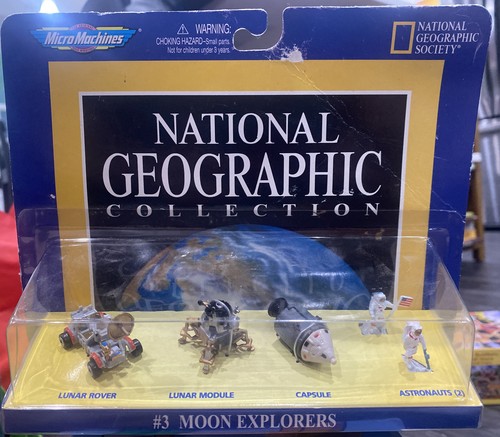 Micro Machines
WARNING:
CHOKING HAZARD-Small parts.
Not for children under 3 years.
NATIONAL
GEOGRAPHIC
SOCIETY®
NATIONAL
GEOGRAPHIC
COLLECTION
LUNAR ROVER
LUNAR MODULE
CAPSULE
ASTRONAUTS (2)
#3 MOON EXPLORERS